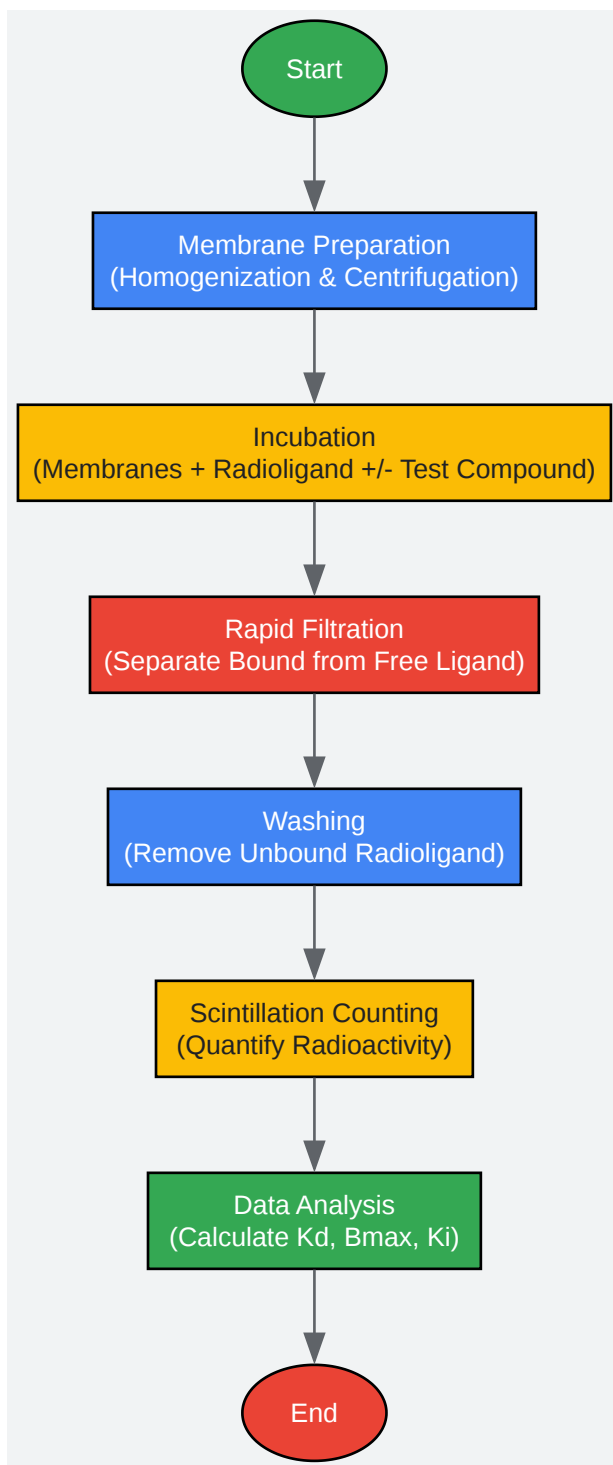 Start
Membrane Preparation
(Homogenization & Centrifugation)
Incubation
(Membranes + Radioligand +/- Test Compound)
Rapid Filtration
(Separate Bound from Free Ligand)
Washing
(Remove Unbound Radioligand)
Scintillation Counting
(Quantify Radioactivity)
Data Analysis
(Calculate Kd, Bmax, Ki)
End